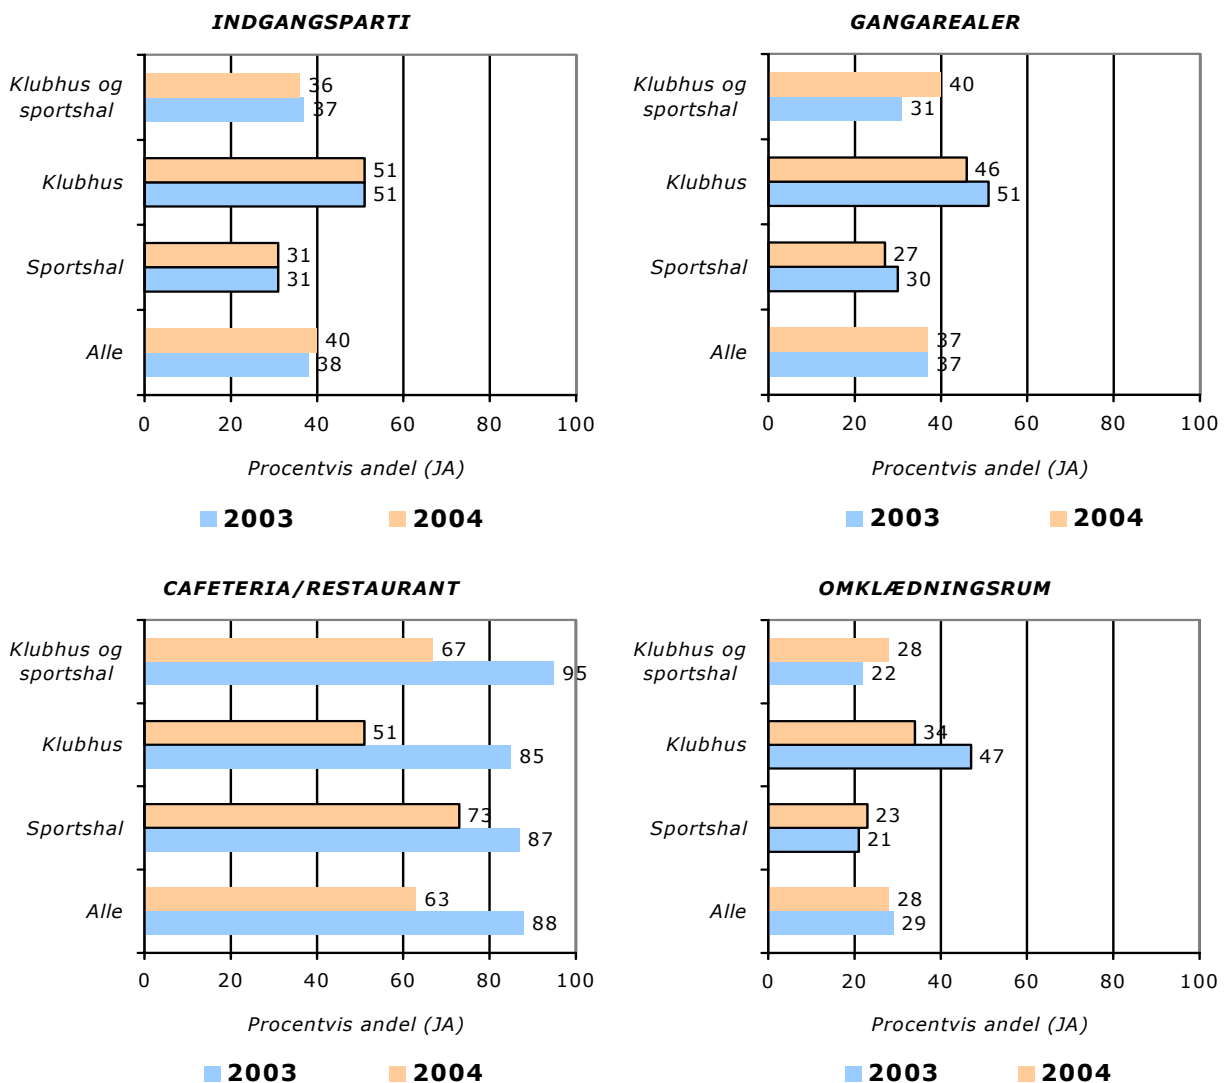 INDGANGSPARTI
Klubhus og
sportshal
36
37
Klubhus
51
51
Sportshal
31
31
Alle
40
38
0 20 40 60 80 100
Procentvis andel (JA)
2003 2004
GANGAREALER
Klubhus og
sportshal
40
31
Klubhus
46
51
Sportshal
27
30
Alle
37
37
0 20 40 60 80 100
Procentvis andel (JA)
2003 2004
CAFETERIA/RESTAURANT
Klubhus og
sportshal
67
95
Klubhus
51
85
Sportshal
73
87
Alle
63
88
0 20 40 60 80 100
Procentvis andel (JA)
2003 2004
OMKLÆDNINGSRUM
Klubhus og
sportshal
28
22
Klubhus
34
47
Sportshal
23
21
Alle
28
29
0 20 40 60 80 100
Procentvis andel (JA)
2003 2004